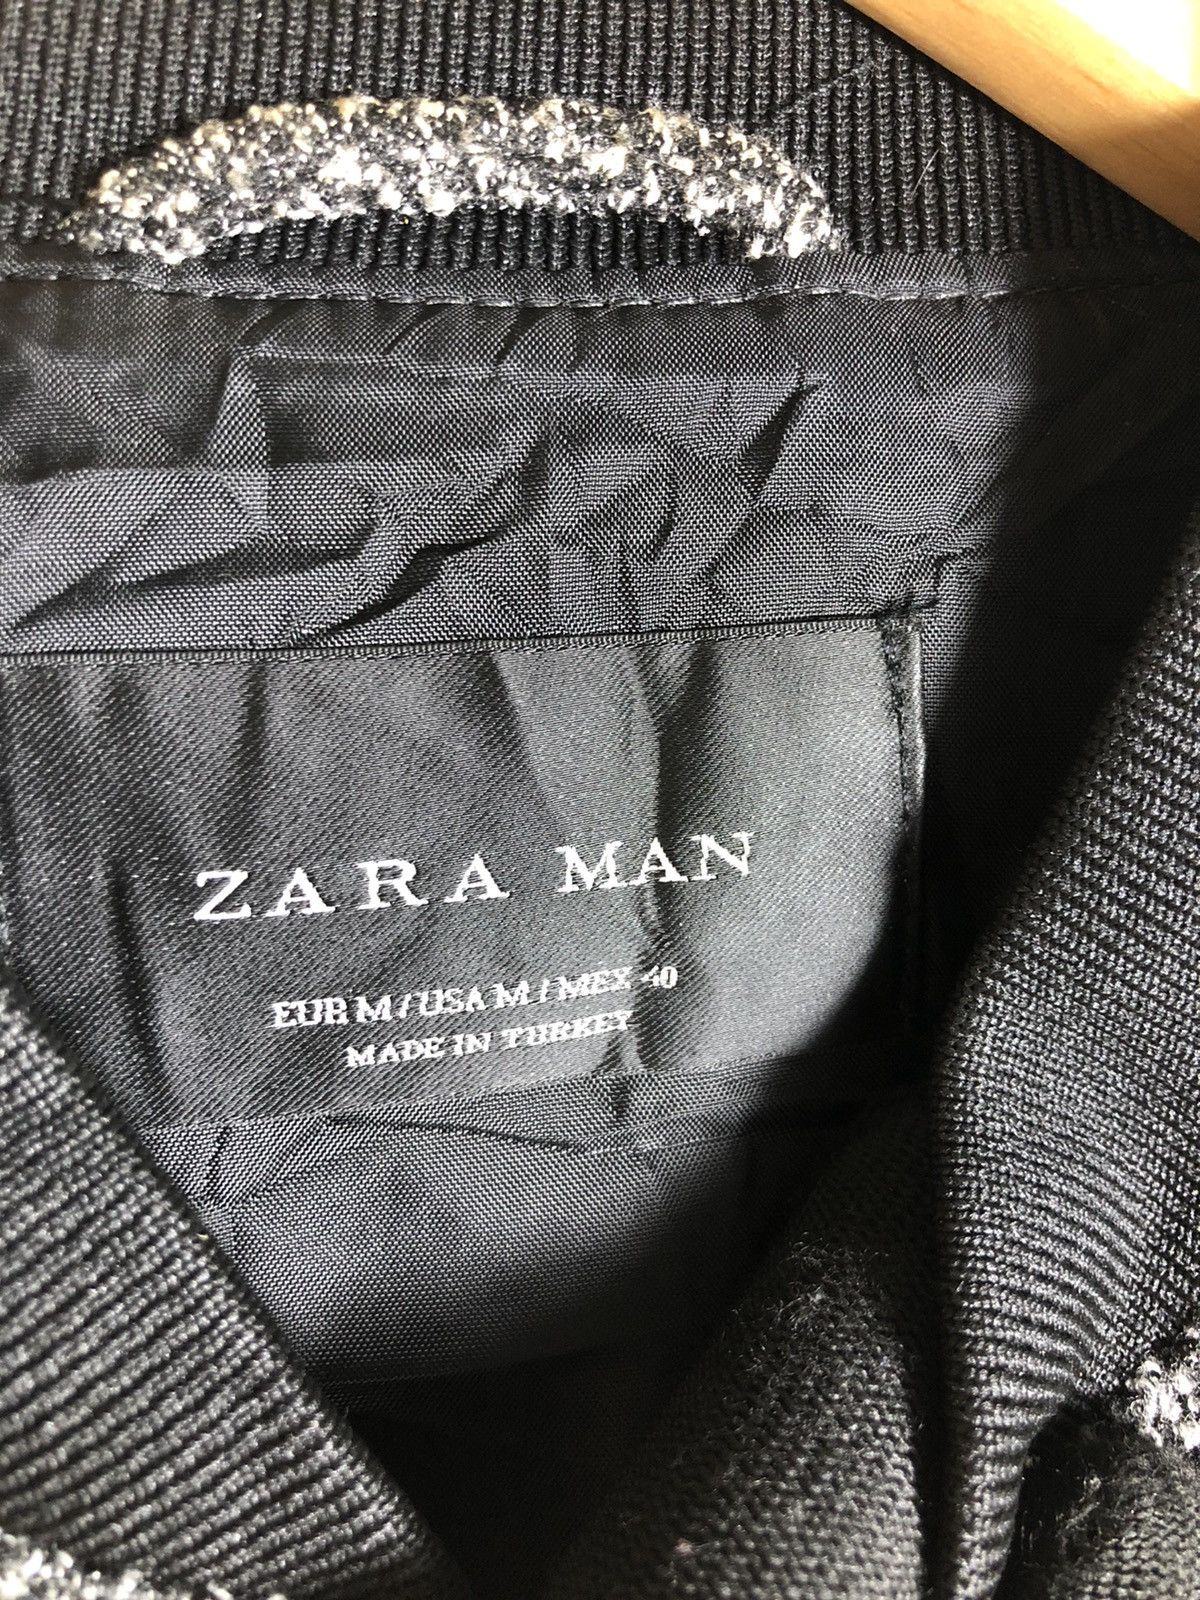 ZARA MAN
EUR M / USA M / MEX 40
MADE IN TURKEY